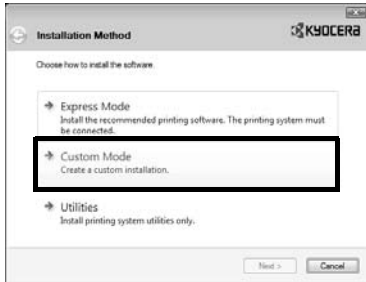 Installation Method
KYOCERA
Choose how to install the software.
Express Mode
Install the recommended printing software. The printing system must
be connected.
Custom Mode
Create a custom installation.
Utilities
Install printing system utilities only.
Next >
Cancel